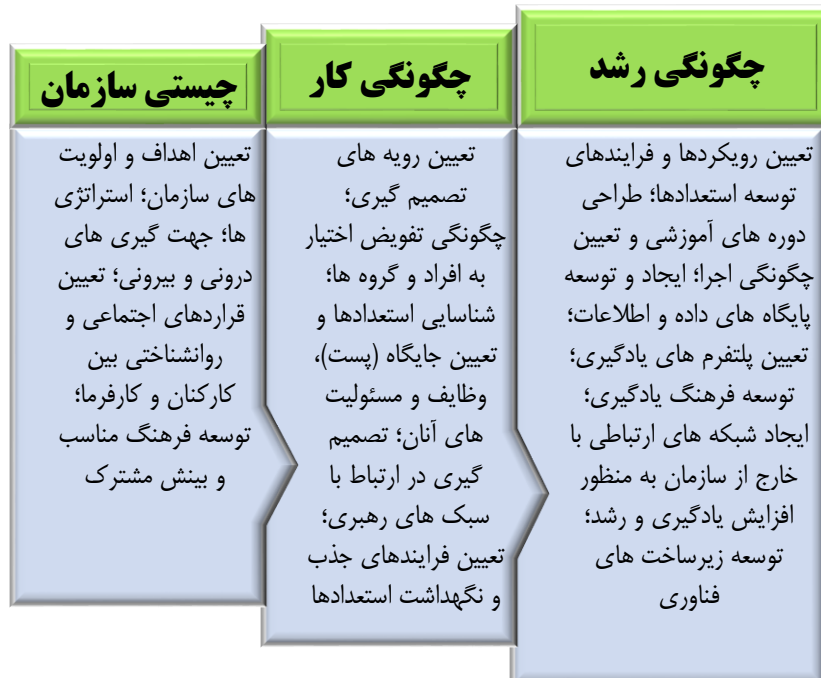 چیستی سازمان
تعیین اهداف و اولویت
های سازمان؛ استراتژی
ها؛ جهت گیری های
درونی و بیرونی؛ تعیین
قراردهای اجتماعی و
روانشناختی بین
کارکنان و کارفرما؛
توسعه فرهنگ مناسب
و بینش مشترک
چگونگی کار
تعیین رویه های
تصمیم گیری؛
چگونگی تفویض اختیار
به افراد و گروه ها؛
شناسایی استعدادها و
تعیین جایگاه (پست)،
وظایف و مسئولیت
های آنان؛ تصمیم
گیری در ارتباط با
سبک های رهبری؛
تعیین فرایندهای جذب
و نگهداشت استعدادها
چگونگی رشد
تعیین رویکردها و فرایندهای
توسعه استعدادها؛ طراحی
دوره های آموزشی و تعیین
چگونگی اجرا؛ ایجاد و توسعه
پایگاه های داده و اطلاعات؛
تعیین پلتفرم های یادگیری؛
توسعه فرهنگ یادگیری؛
ایجاد شبکه های ارتباطی با
خارج از سازمان به منظور
افزایش یادگیری و رشد؛
توسعه زیرساخت های
فناوری